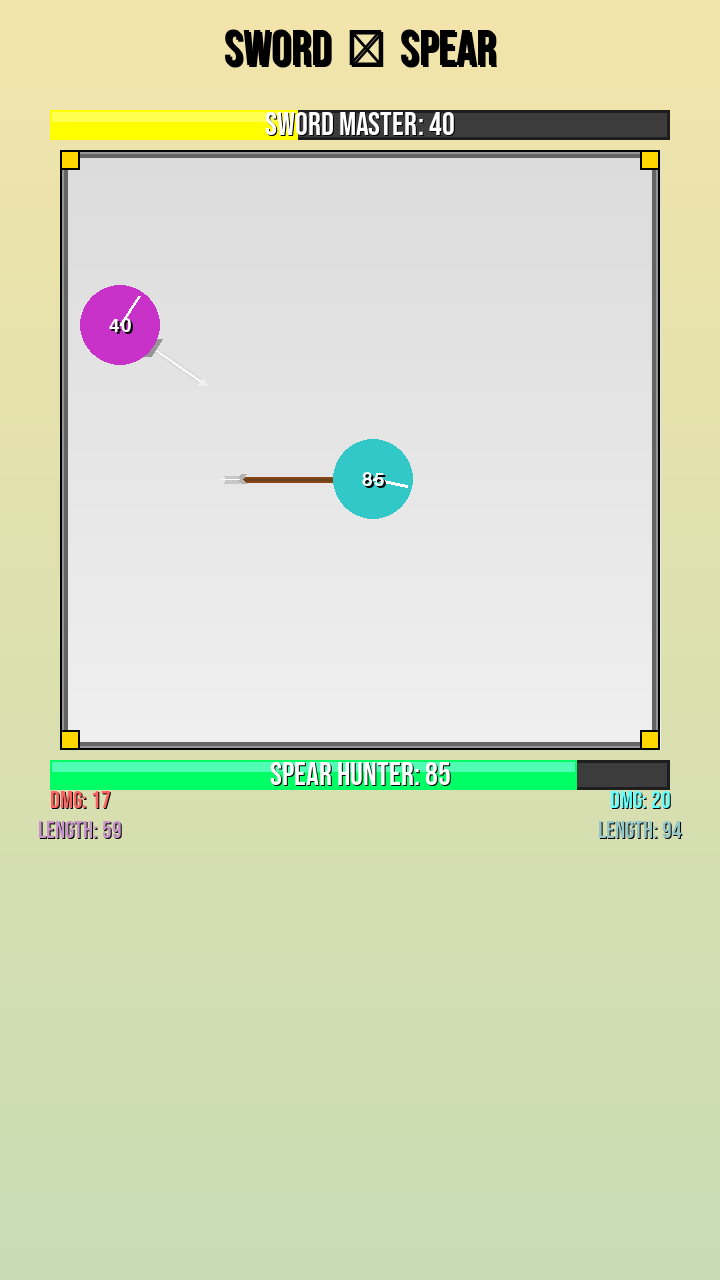 SWORD SPEAR
SWORD MASTER: 40
40
85
SPEAR HUNTER: 85
DMG: 17
DMG: 20
LENGTH: 59
LENGTH: 94